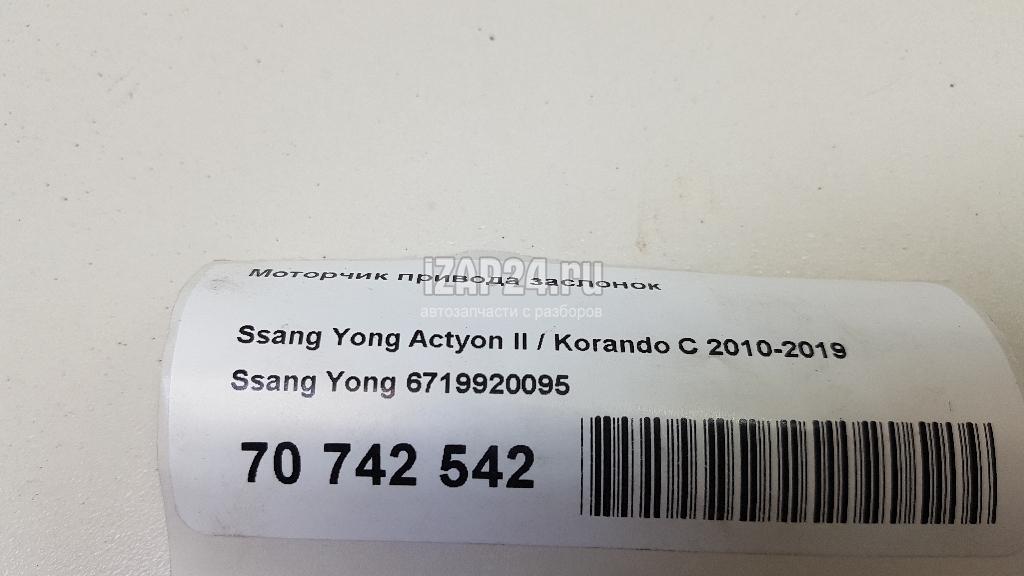 Моторчик привода заслонок
iZAP24.ru
автозапчасти с разборов
Ssang Yong Actyon II / Korando C 2010-2019
Ssang Yong 6719920095
70 742 542